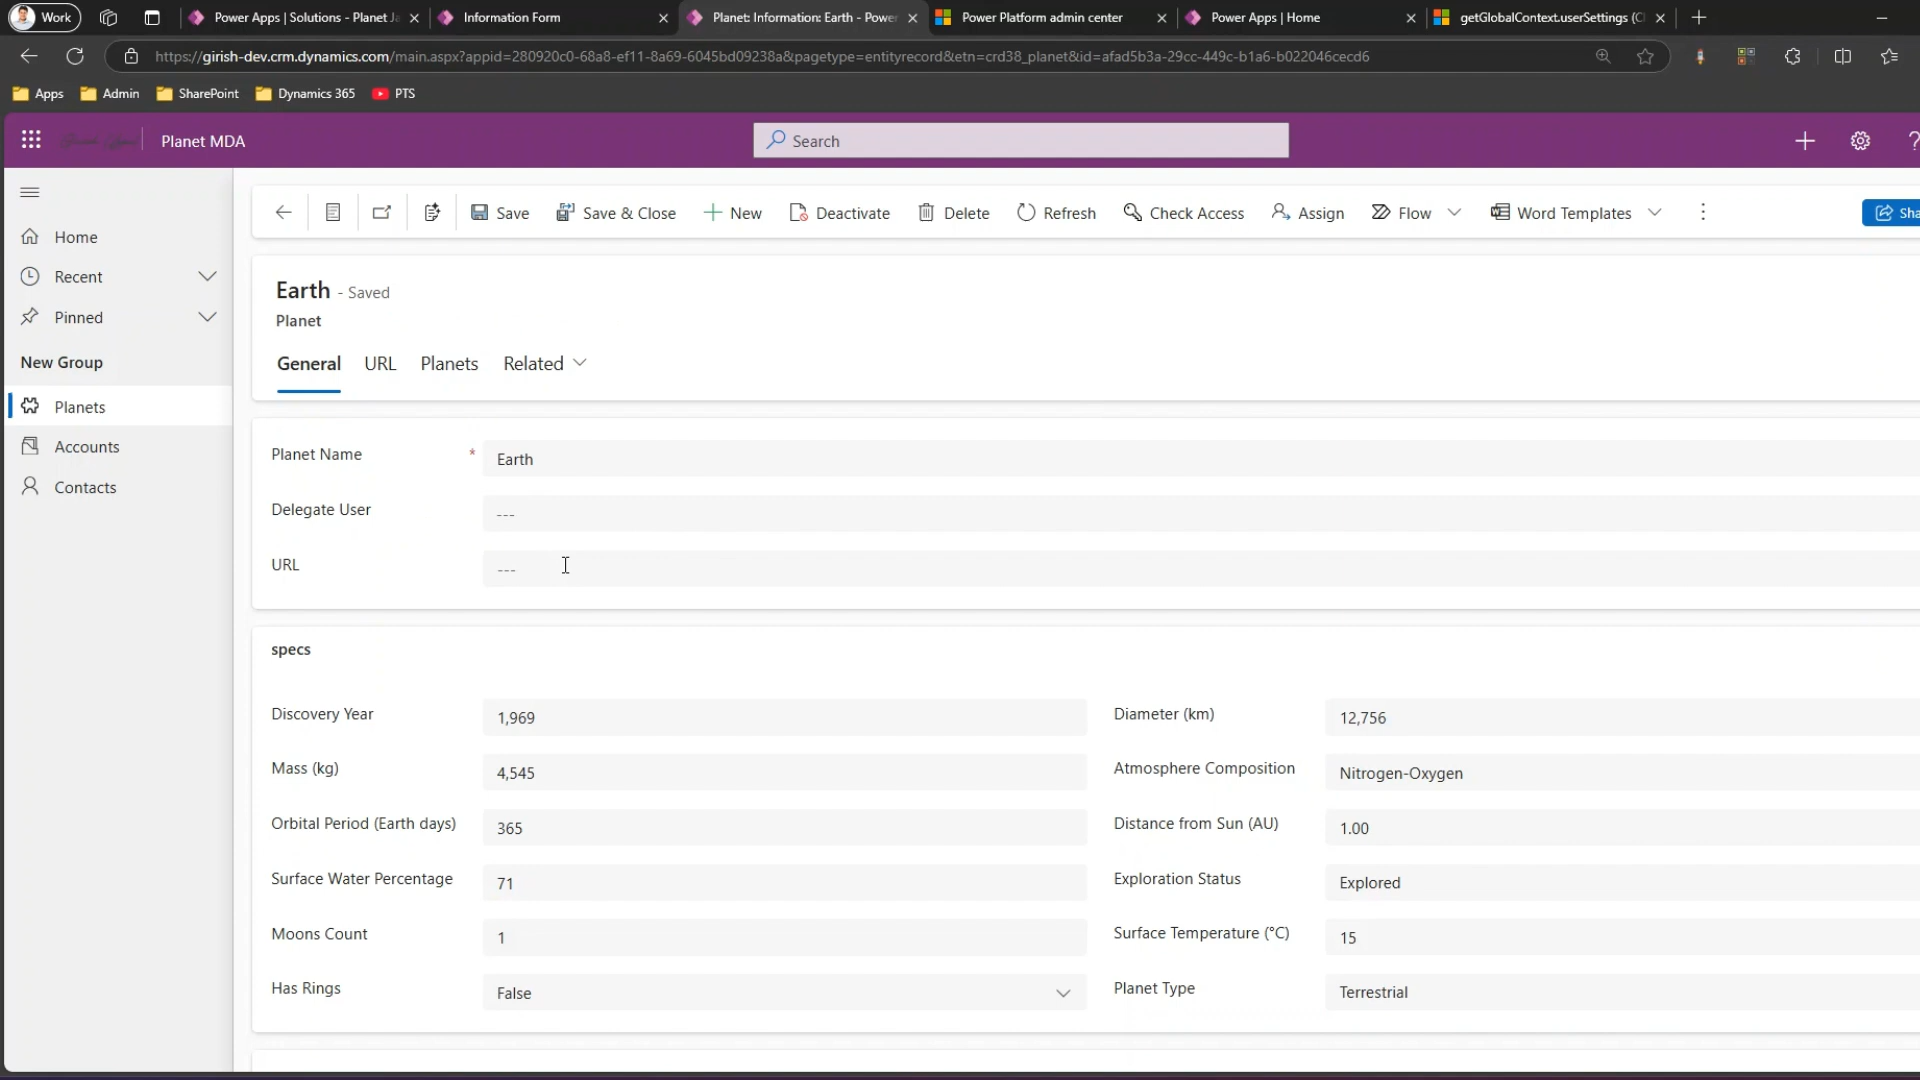 Work
Power Apps | Solutions - Planet Ja
Information Form
Planet: Information: Earth - Power
Power Platform admin center
Power Apps | Home
getGlobalContext.userSettings (Cl
https://girish-dev.crm.dynamics.com/main.aspx?appid=280920c0-68a8-ef11-8a69-6045bd09238a&pagetype=entityrecord&etn=crd38_planet&id=afad5b3a-29cc-449c-b1a6-b022046cecd6
Apps
Admin
SharePoint
Dynamics 365
PTS
Planet MDA
Search
Save
Save & Close
New
Deactivate
Delete
Refresh
Check Access
Assign
Flow
Word Templates
Sha
Home
Recent
Pinned
New Group
Planets
Accounts
Contacts
Earth - Saved
Planet
General
URL
Planets
Related
Planet Name * Earth
Delegate User ---
URL ---
specs
Discovery Year 1,969
Diameter (km) 12,756
Mass (kg) 4,545
Atmosphere Composition Nitrogen-Oxygen
Orbital Period (Earth days) 365
Distance from Sun (AU) 1.00
Surface Water Percentage 71
Exploration Status Explored
Moons Count 1
Surface Temperature (°C) 15
Has Rings False
Planet Type Terrestrial